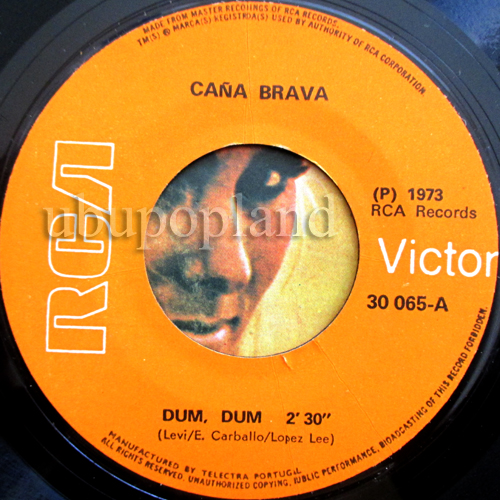 MADE FROM MASTER RECORDINGS OF RCA RECORDS.
TM(S) ® MARCA(S) REGISTRDA(S) USED BY AUTHORITY OF RCA CORPORATION.
CAÑA BRAVA
RCA
(P) 1973
RCA Records
ubupopland
Victor
30 065-A
DUM, DUM 2'30"
(Levi/E. Carballo/Lopez Lee)
MANUFACTURED BY TELECTRA PORTUGAL
ALL RIGHTS RESERVED. UNAUTHORIZED COPYING, PUBLIC PERFORMANCE, BROADCASTING OF THIS RECORD FORBIDDEN.